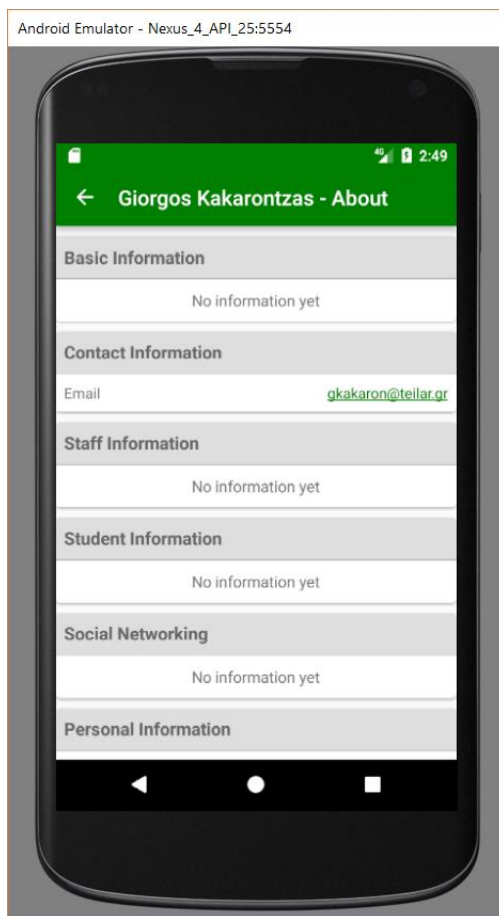 Android Emulator - Nexus_4_API_25:5554
4G 2:49
Giorgos Kakarontzas - About
Basic Information
No information yet
Contact Information
Email gkakaron@teilar.gr
Staff Information
No information yet
Student Information
No information yet
Social Networking
No information yet
Personal Information